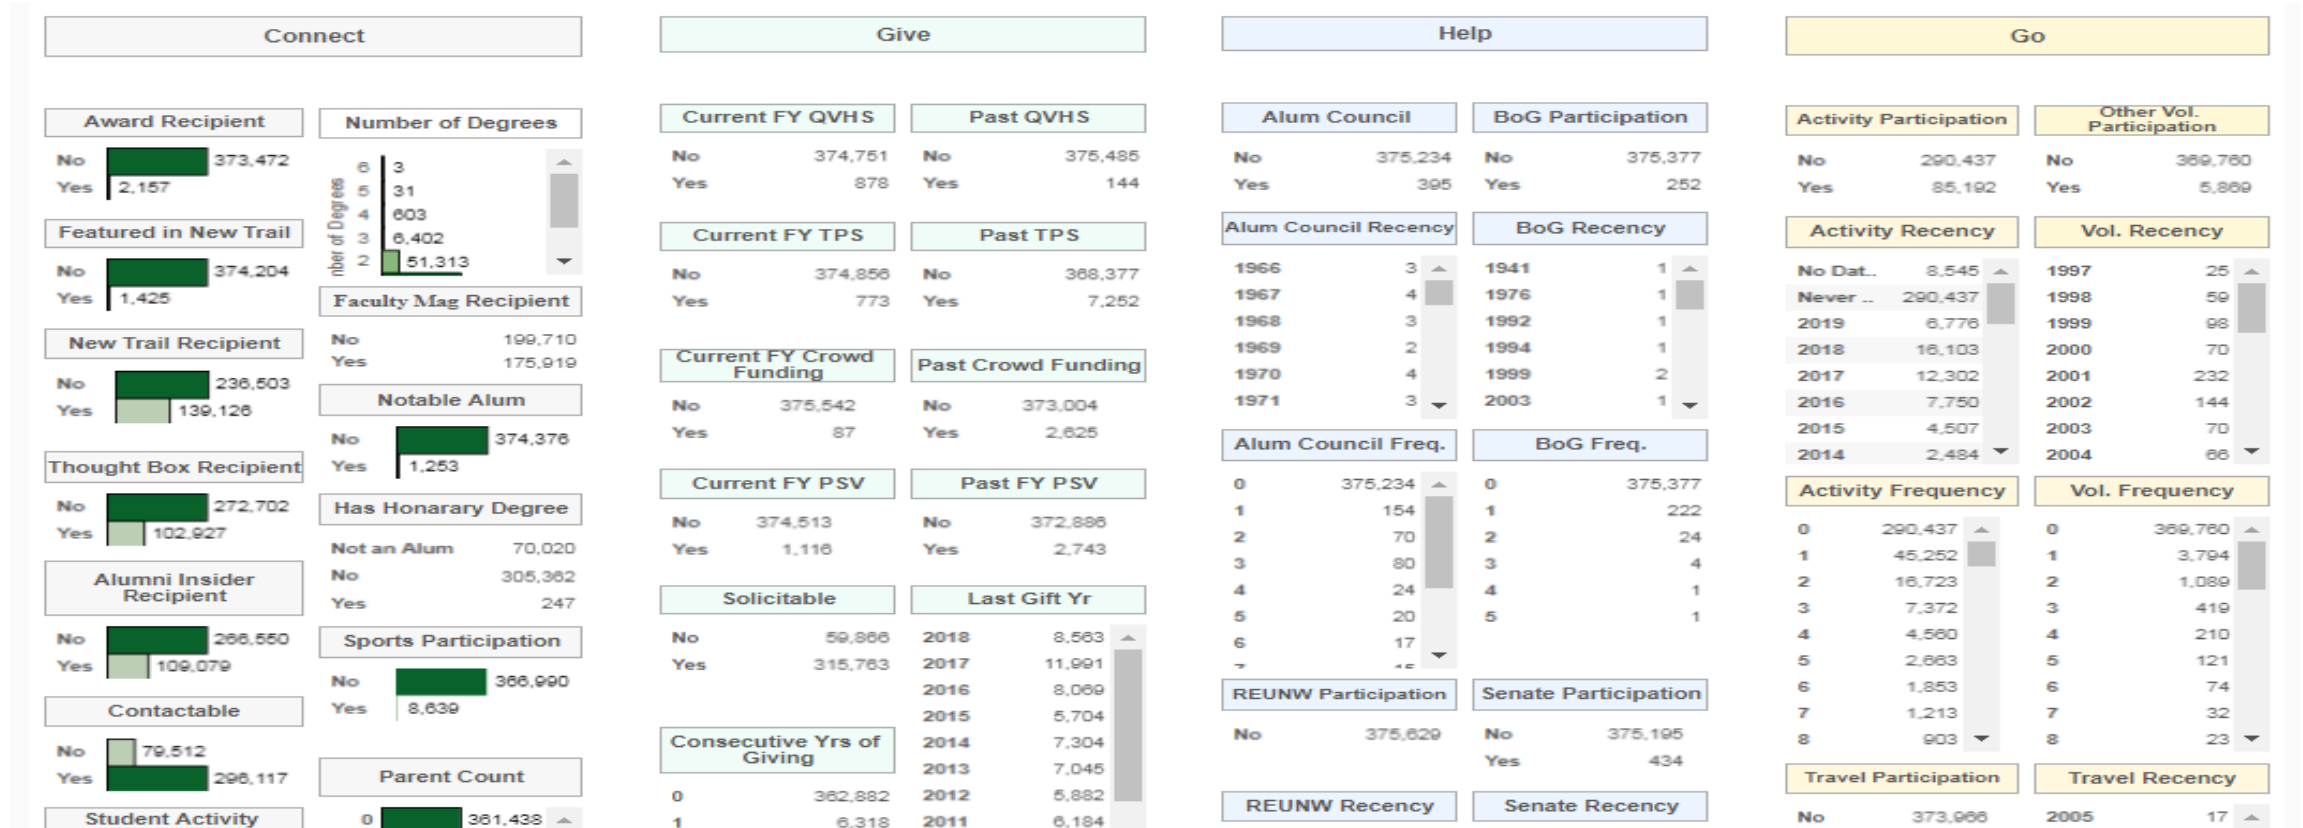 Connect
Award Recipient
No 373,472
Yes 2,157
Featured in New Trail
No 374,204
Yes 1,425
New Trail Recipient
No 236,503
Yes 139,126
Thought Box Recipient
No 272,702
Yes 102,927
Alumni Insider
Recipient
No 266,550
Yes 109,079
Contactable
No 79,512
Yes 296,117
Student Activity
Number of Degrees
nber of Degrees
6 3
5 31
4 603
3 6,402
2 51,313
Faculty Mag Recipient
No 199,710
Yes 175,919
Notable Alum
No 374,376
Yes 1,253
Has Honarary Degree
Not an Alum 70,020
No 305,362
Yes 247
Sports Participation
No 366,990
Yes 8,639
Parent Count
0 361,438
Give
Current FY QVHS
No 374,751
Yes 878
Past QVHS
No 375,485
Yes 144
Current FY TPS
No 374,856
Yes 773
Past TPS
No 368,377
Yes 7,252
Current FY Crowd
Funding
No 375,542
Yes 87
Past Crowd Funding
No 373,004
Yes 2,625
Current FY PSV
No 374,513
Yes 1,116
Past FY PSV
No 372,886
Yes 2,743
Solicitable
No 59,866
Yes 315,763
Consecutive Yrs of
Giving
0 362,882
1 6,318
Last Gift Yr
2018 8,563
2017 11,991
2016 8,069
2015 5,704
2014 7,304
2013 7,045
2012 5,882
2011 6,184
Help
Alum Council
No 375,234
Yes 395
BoG Participation
No 375,377
Yes 252
Alum Council Recency
1966 3
1967 4
1968 3
1969 2
1970 4
1971 3
BoG Recency
1941 1
1976 1
1992 1
1994 1
1999 2
2003 1
Alum Council Freq.
0 375,234
1 154
2 70
3 80
4 24
5 20
6 17
BoG Freq.
0 375,377
1 222
2 24
3 4
4 1
5 1
REUNW Participation
No 375,629
Senate Participation
No 375,195
Yes 434
REUNW Recency
Senate Recency
Go
Activity Participation
No 290,437
Yes 85,192
Other Vol.
Participation
No 369,760
Yes 5,869
Activity Recency
No Dat.. 8,545
Never .. 290,437
2019 6,776
2018 16,103
2017 12,302
2016 7,750
2015 4,507
2014 2,484
Vol. Recency
1997 25
1998 59
1999 98
2000 70
2001 232
2002 144
2003 70
2004 66
Activity Frequency
0 290,437
1 45,252
2 16,723
3 7,372
4 4,560
5 2,663
6 1,853
7 1,213
8 903
Vol. Frequency
0 369,760
1 3,794
2 1,089
3 419
4 210
5 121
6 74
7 32
8 23
Travel Participation
No 373,966
Travel Recency
2005 17